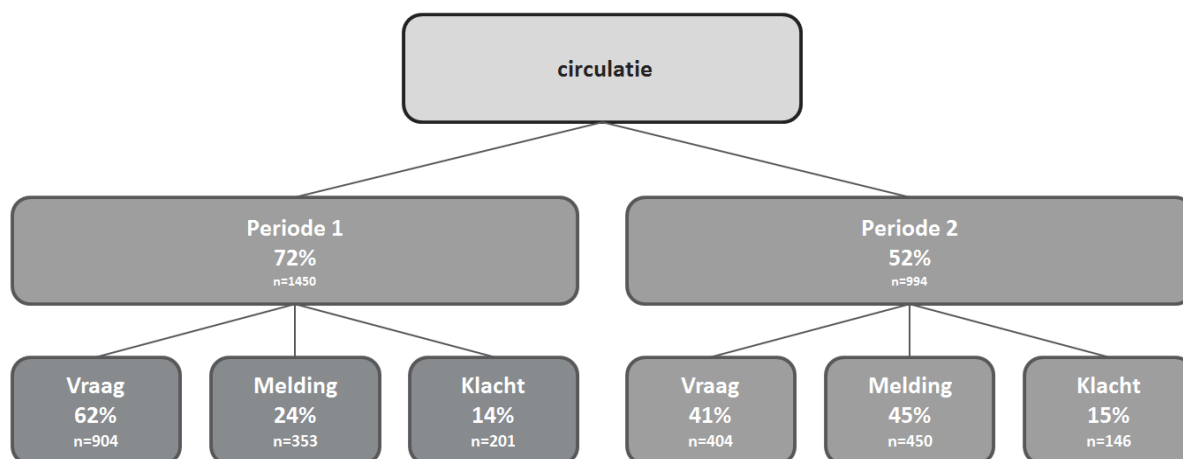 circulatie
Periode 1
72%
n=1450
Periode 2
52%
n=994
Vraag
62%
n=904
Melding
24%
n=353
Klacht
14%
n=201
Vraag
41%
n=404
Melding
45%
n=450
Klacht
15%
n=146